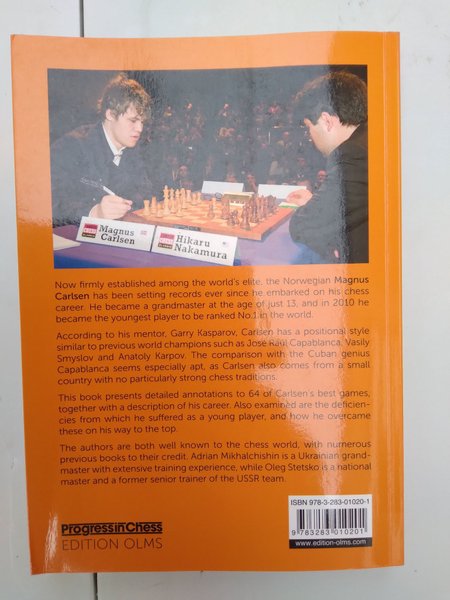 Magnus
Carlsen
Hikaru
Nakamura
Now firmly established among the world's elite, the Norwegian Magnus
Carlsen has been setting records ever since he embarked on his chess
career. He became a grandmaster at the age of just 13, and in 2010 he
became the youngest player to be ranked No.1 in the world.
According to his mentor, Garry Kasparov, Carlsen has a positional style
similar to previous world champions such as José Raúl Capablanca, Vasily
Smyslov and Anatoly Karpov. The comparison with the Cuban genius
Capablanca seems especially apt, as Carlsen also comes from a small
country with no particularly strong chess traditions.
This book presents detailed annotations to 64 of Carlsen's best games,
together with a description of his career. Also examined are the deficien-
cies from which he suffered as a young player, and how he overcame
these on his way to the top.
The authors are both well known to the chess world, with numerous
previous books to their credit. Adrian Mikhalchishin is a Ukrainian grand-
master with extensive training experience, while Oleg Stetsko is a national
master and a former senior trainer of the USSR team.
ISBN 978-3-283-01020-1
9 783283 010201
www.edition-olms.com
ProgressinChess
EDITION OLMS